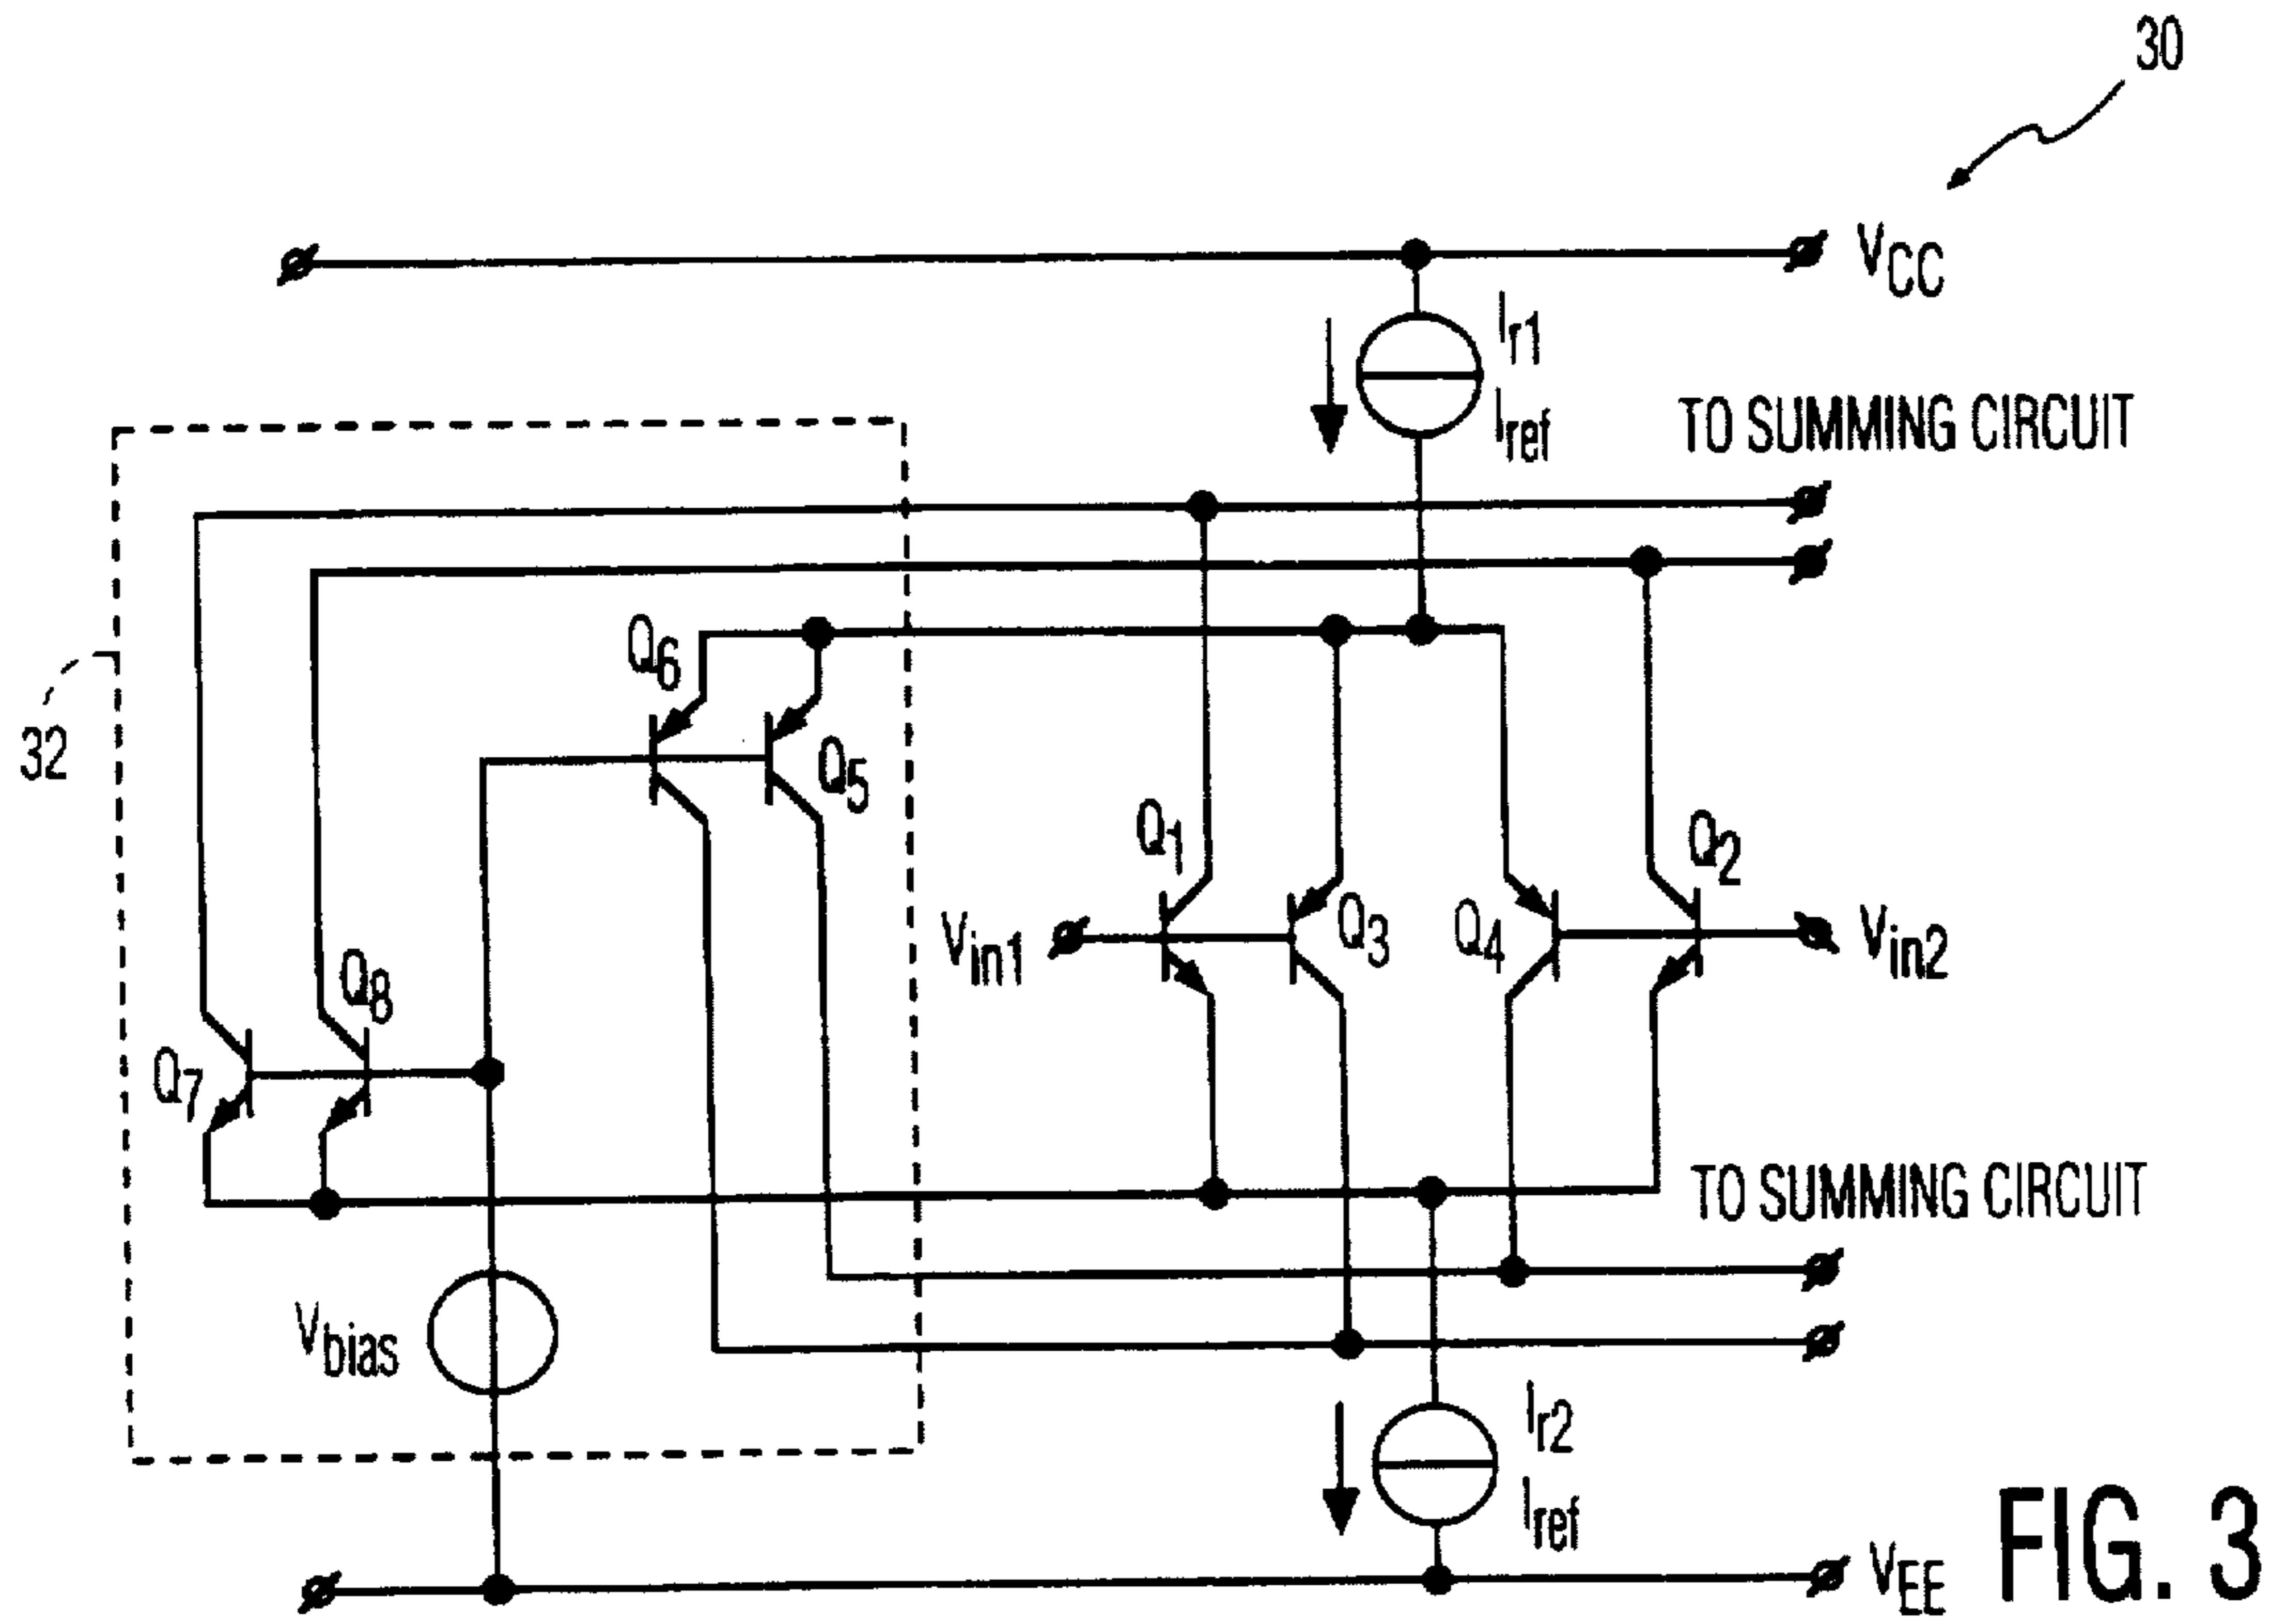 30
VCC
Ir1
Iref
TO SUMMING CIRCUIT
Q6
Q5
32
Q1
Q2
Vin1
Q3
Q4
Vin2
Q8
Q7
TO SUMMING CIRCUIT
Vbias
Ir2
Iref
VEE
FIG. 3